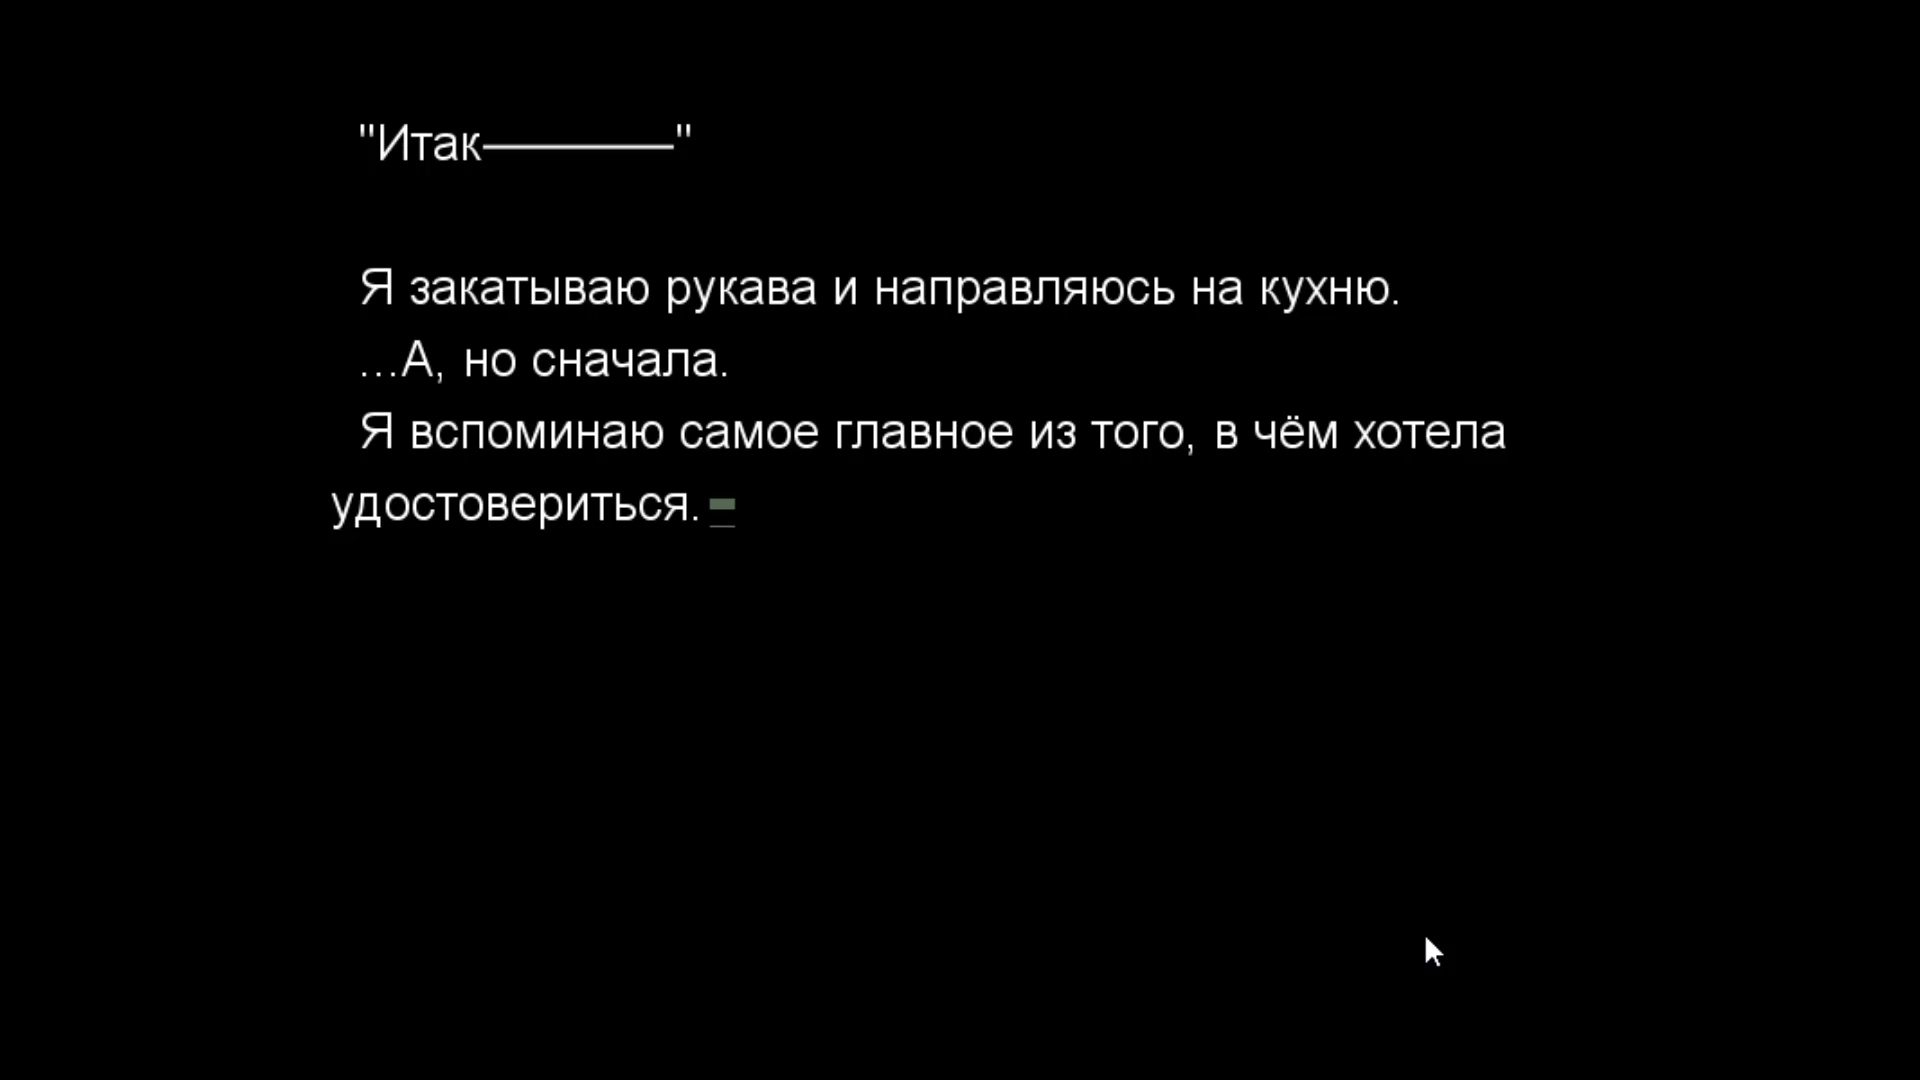 "Итак————"
Я закатываю рукава и направляюсь на кухню.
…А, но сначала.
Я вспоминаю самое главное из того, в чём хотела
удостовериться.